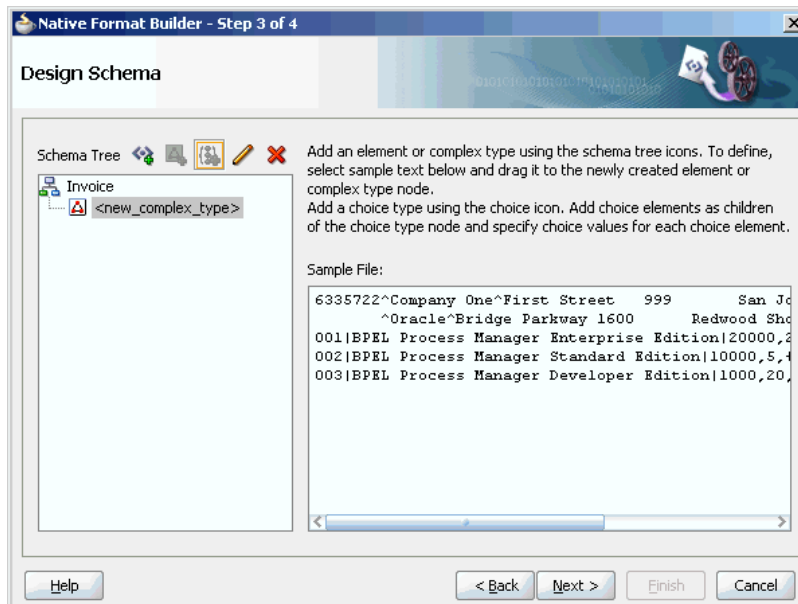 Native Format Builder - Step 3 of 4
Design Schema
Schema Tree
Invoice
<new_complex_type>
Add an element or complex type using the schema tree icons. To define,
select sample text below and drag it to the newly created element or
complex type node.
Add a choice type using the choice icon. Add choice elements as children
of the choice type node and specify choice values for each choice element.
Sample File:
6335722^Company One^First Street 999 San Jo
^Oracle^Bridge Parkway 1600 Redwood Sho
001|BPEL Process Manager Enterprise Edition|20000,2
002|BPEL Process Manager Standard Edition|10000,5,
003|BPEL Process Manager Developer Edition|1000,20,
Help
< Back
Next >
Finish
Cancel